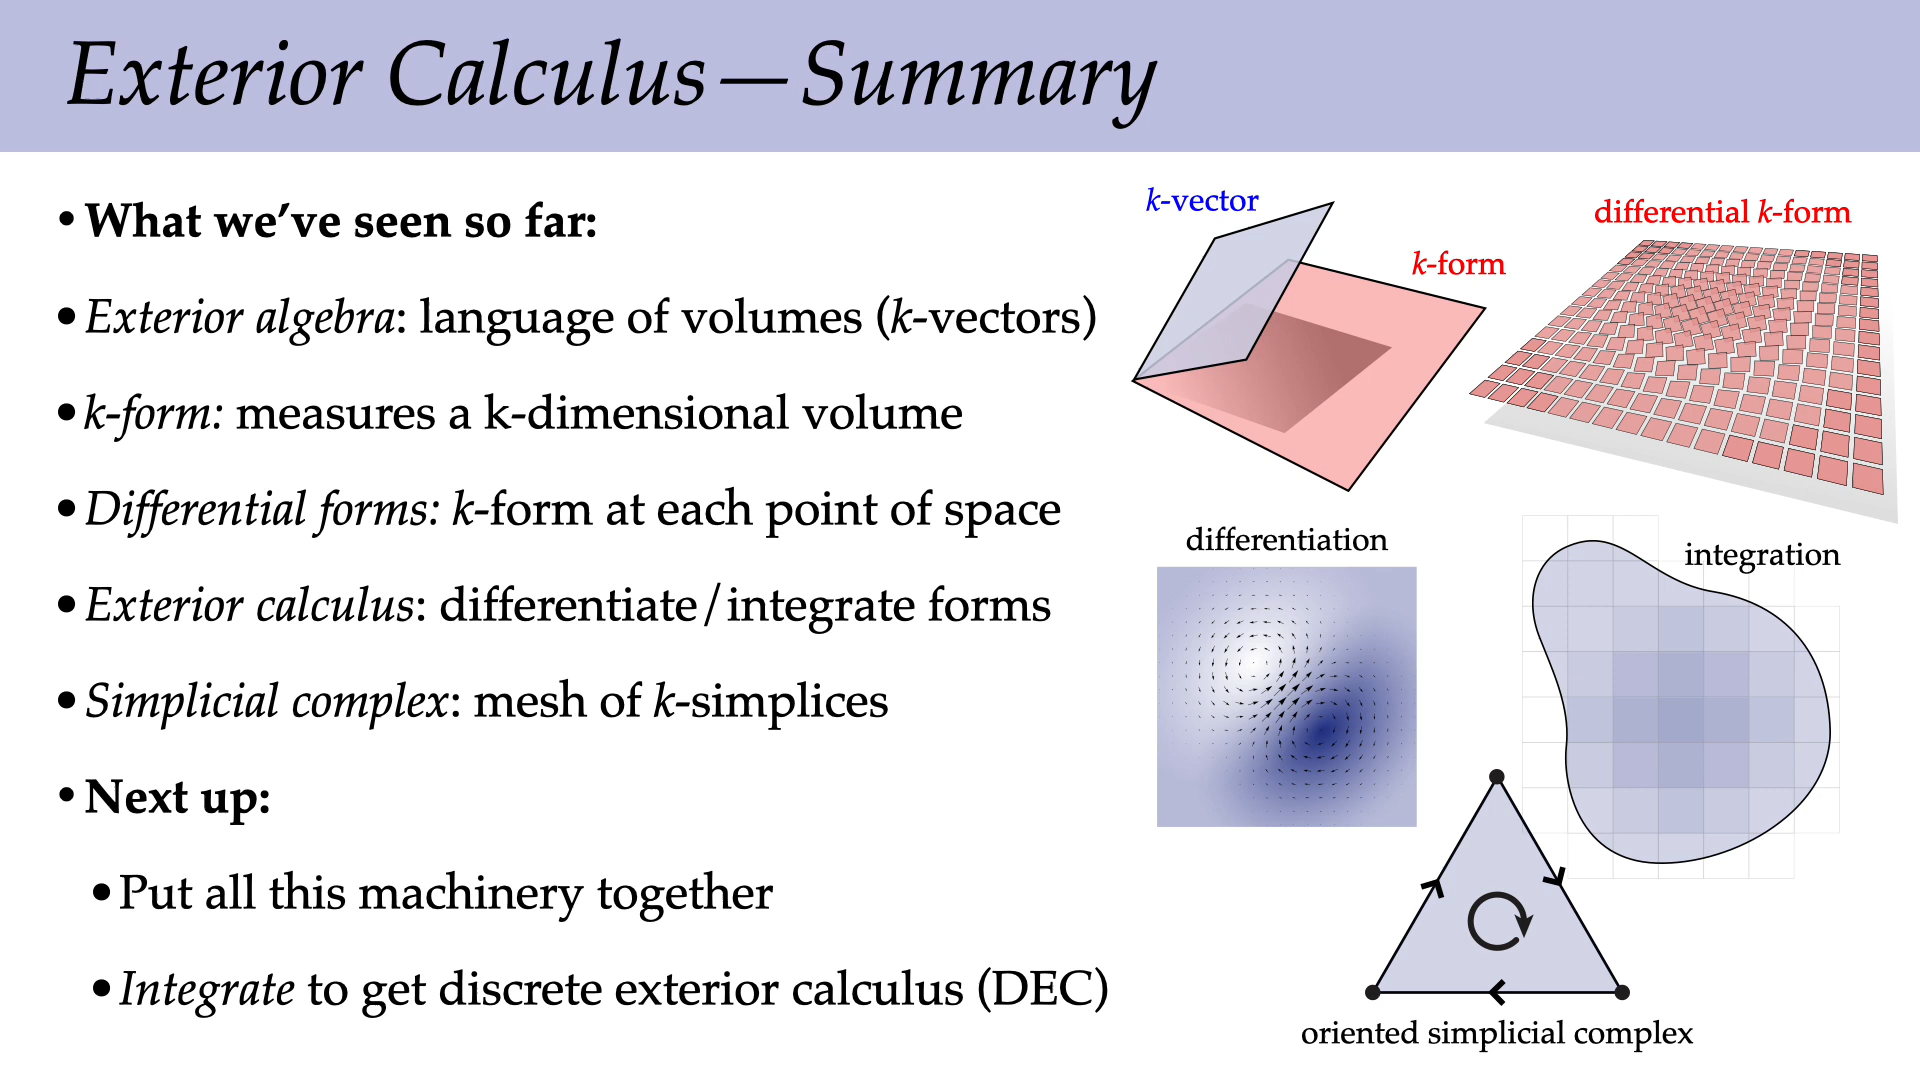 Exterior Calculus—Summary
•What we’ve seen so far:
•Exterior algebra: language of volumes (k-vectors)
•k-form: measures a k-dimensional volume
•Differential forms: k-form at each point of space
•Exterior calculus: differentiate/integrate forms
•Simplicial complex: mesh of k-simplices
•Next up:
•Put all this machinery together
•Integrate to get discrete exterior calculus (DEC)
k-vector
k-form
differential k-form
differentiation
integration
oriented simplicial complex